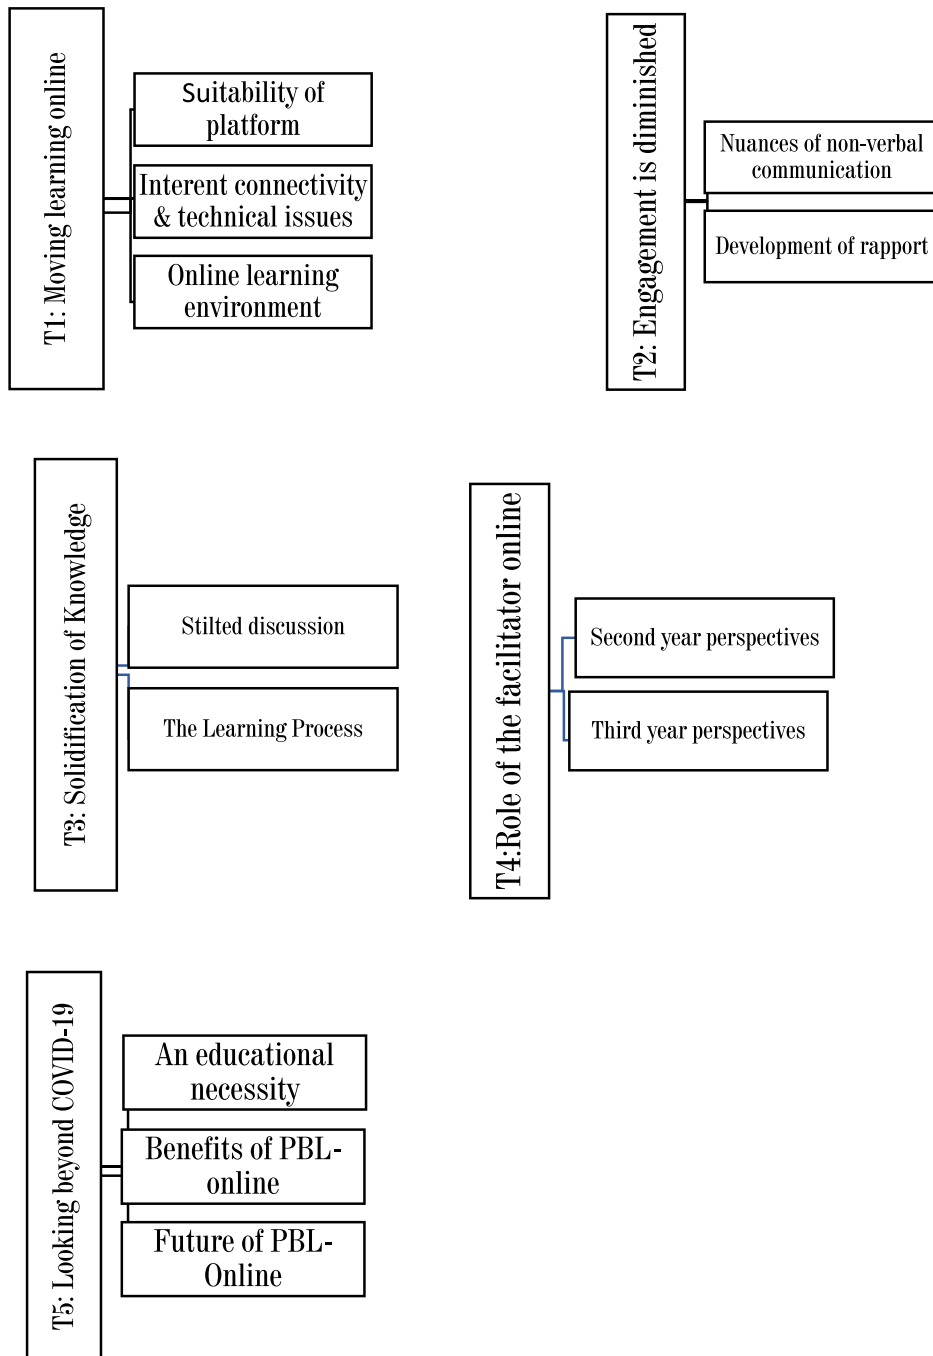 T1: Moving learning online
Suitability of
platform
Interent connectivity
& technical issues
Online learning
environment
T2: Engagement is diminished
Nuances of non-verbal
communication
Development of rapport
T3: Solidification of Knowledge
Stilted discussion
The Learning Process
T4:Role of the facilitator online
Second year perspectives
Third year perspectives
T5: Looking beyond COVID-19
An educational
necessity
Benefits of PBL-
online
Future of PBL-
Online